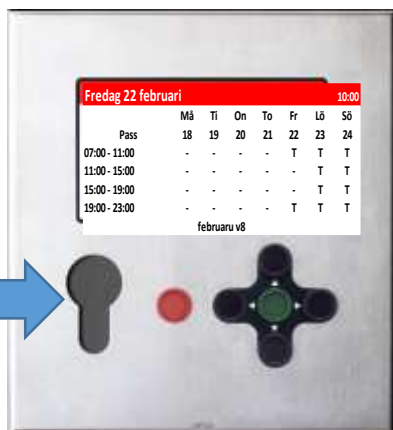 Fredag 22 februari 10:00
Må Ti On To Fr Lö Sö
Pass 18 19 20 21 22 23 24
07:00 - 11:00 - - - - T T T
11:00 - 15:00 - - - - - T T
15:00 - 19:00 - - - - - T T
19:00 - 23:00 - - - - T T T
februaru v8